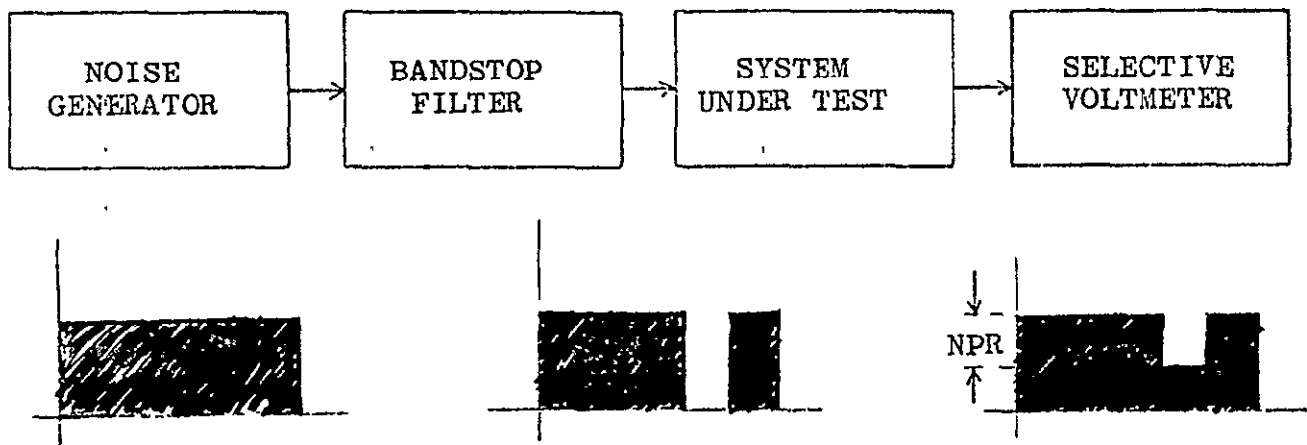 NOISE
GENERATOR
BANDSTOP
FILTER
SYSTEM
UNDER TEST
SELECTIVE
VOLTMETER
NPR